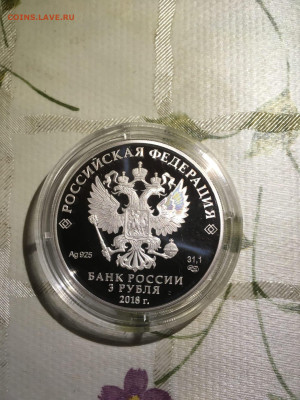 COINS.LAVE.RU
РОССИЙСКАЯ ФЕДЕРАЦИЯ
Ag 925
31,1
БАНК РОССИИ
3 РУБЛЯ
2018 г.